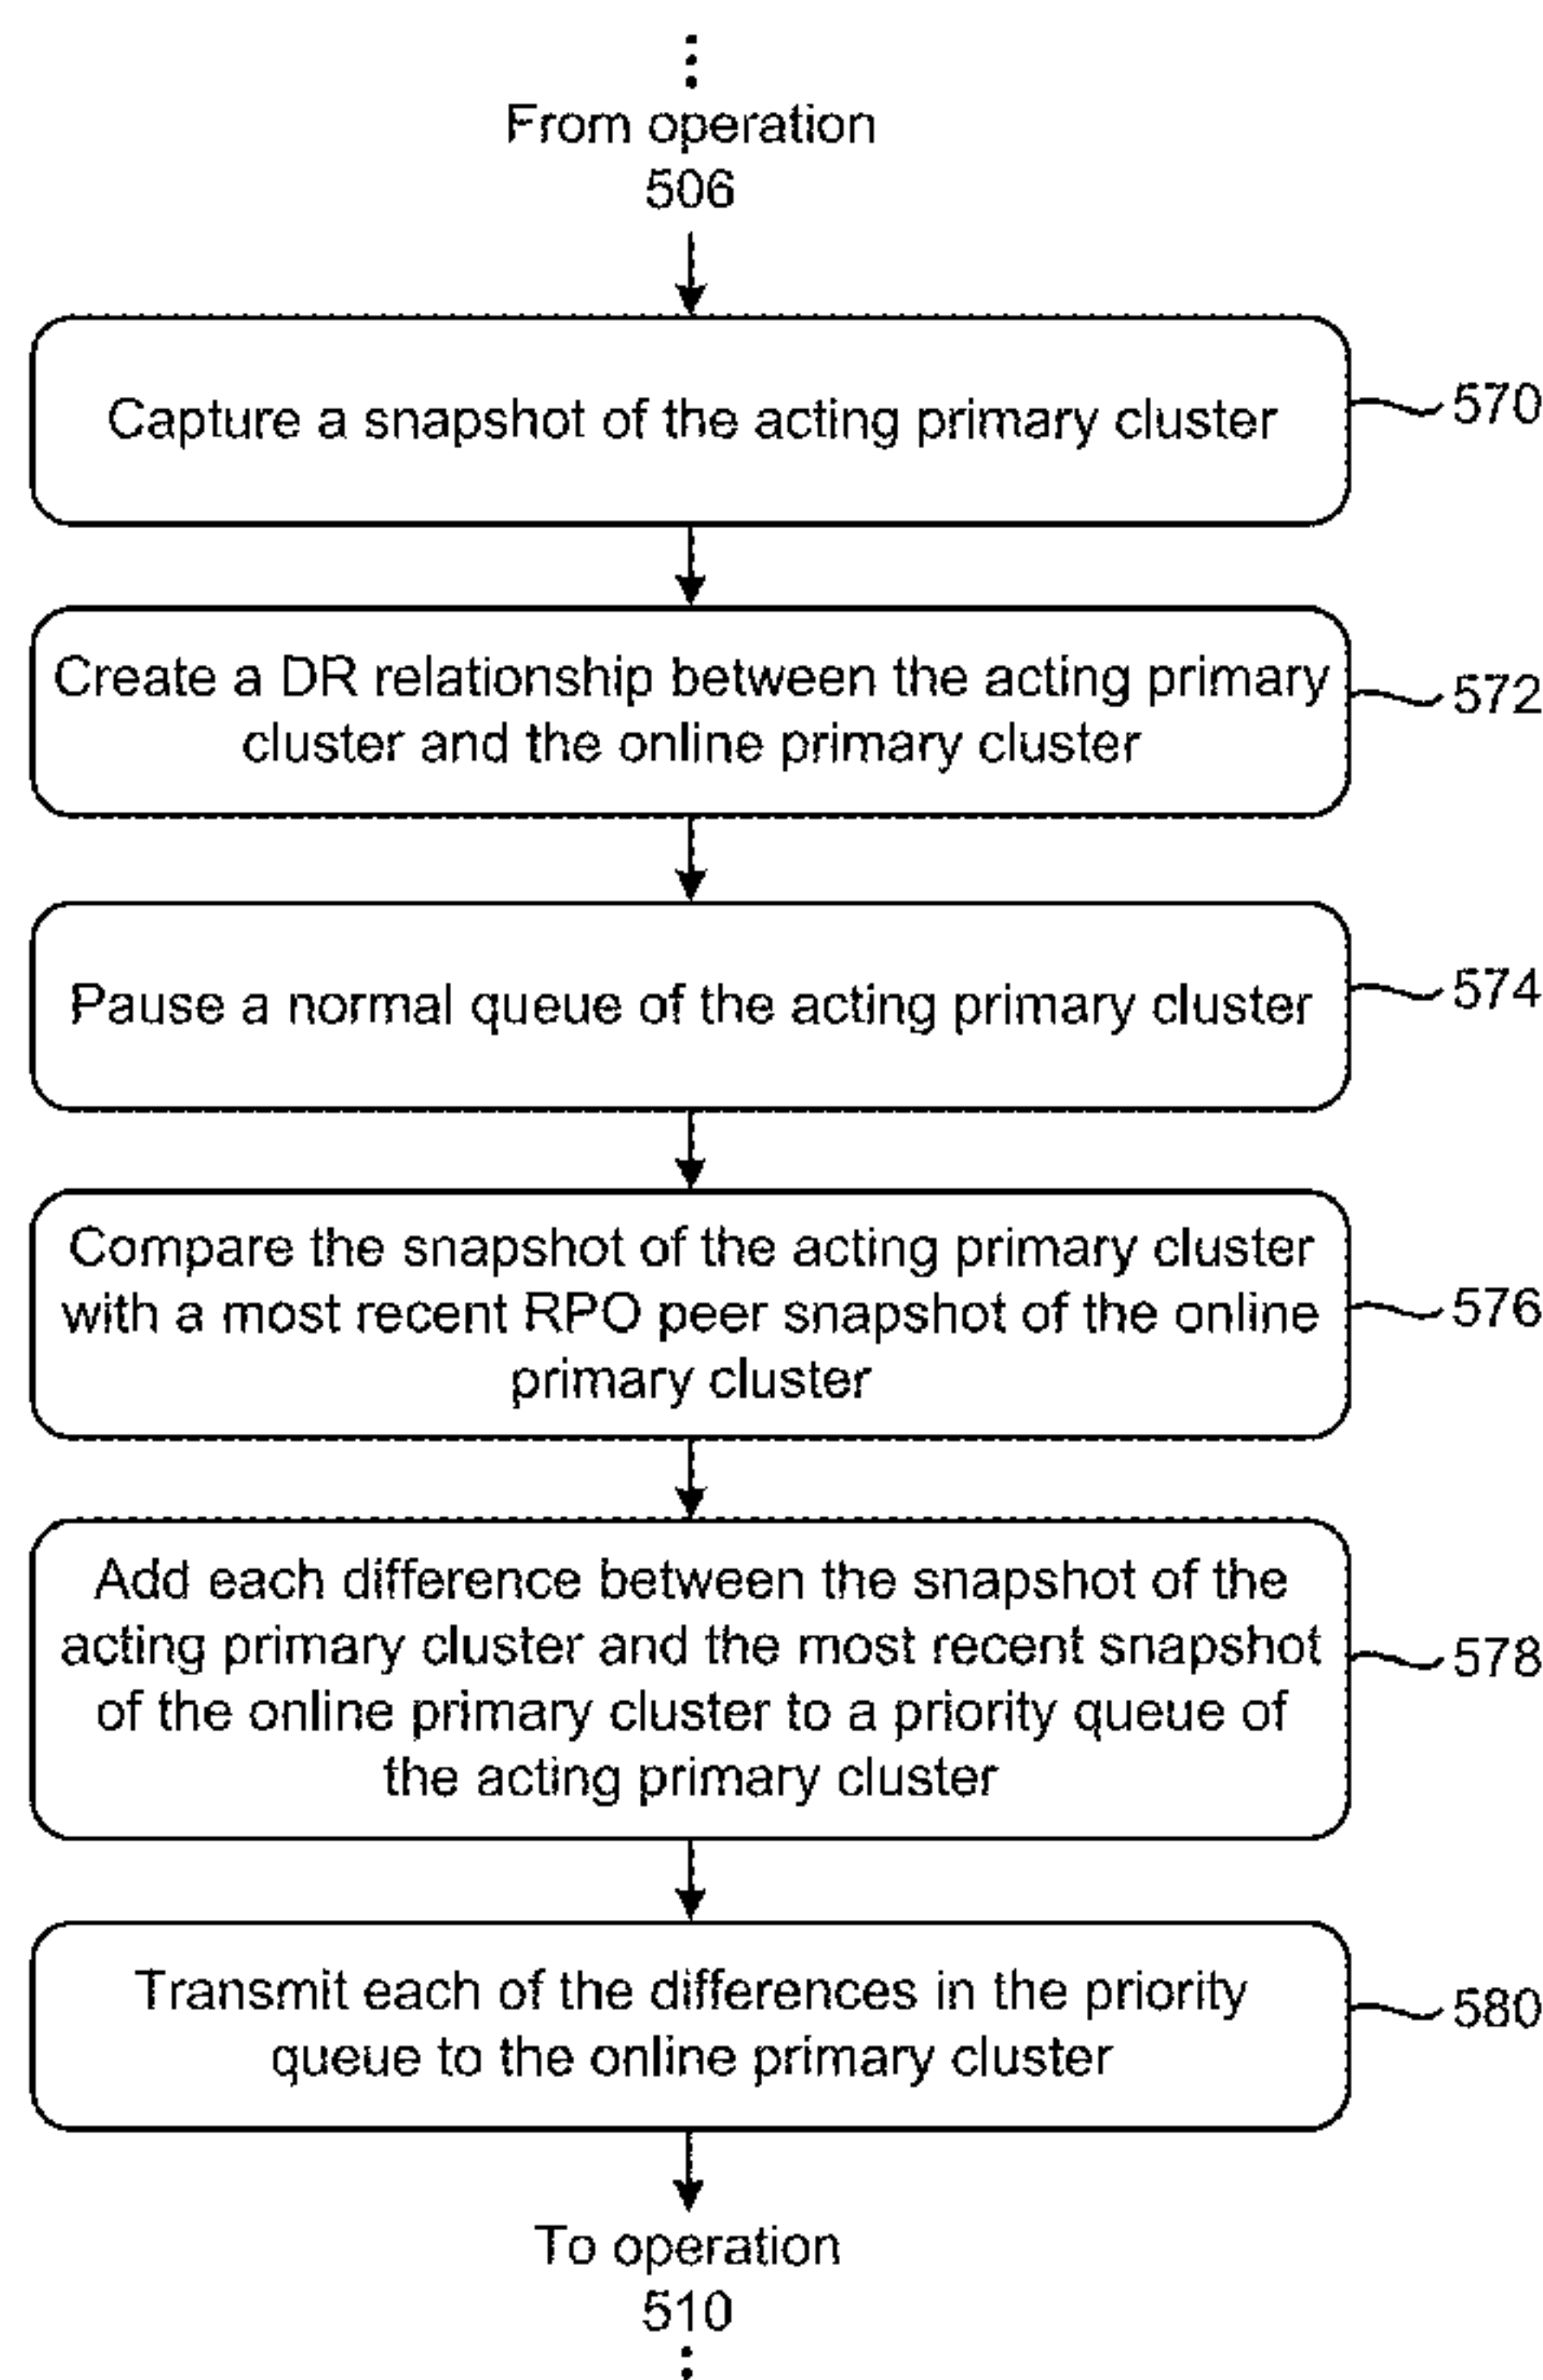 From operation
506
Capture a snapshot of the acting primary cluster
570
Create a DR relationship between the acting primary
cluster and the online primary cluster
572
Pause a normal queue of the acting primary cluster
574
Compare the snapshot of the acting primary cluster
with a most recent RPO peer snapshot of the online
primary cluster
576
Add each difference between the snapshot of the
acting primary cluster and the most recent snapshot
of the online primary cluster to a priority queue of
the acting primary cluster
578
Transmit each of the differences in the priority
queue to the online primary cluster
580
To operation
510